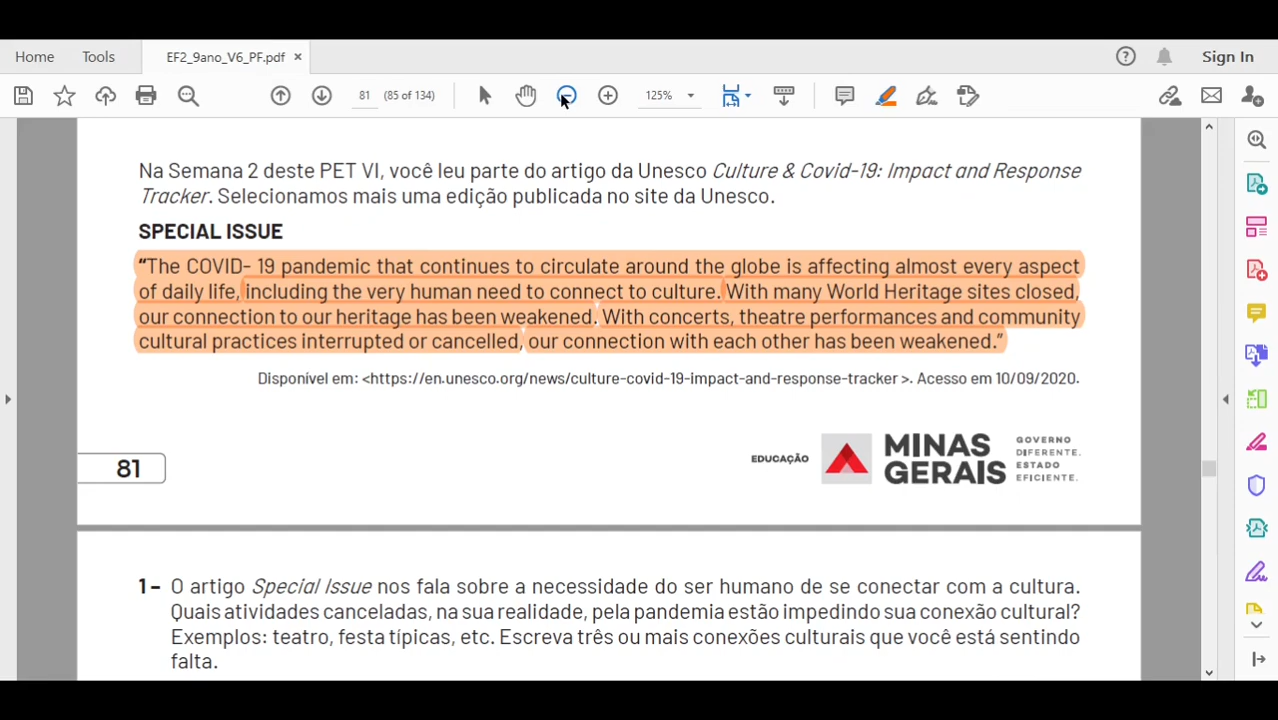 Home Tools EF2_9ano_V6_PF.pdf × Sign In
81 (85 of 134) 125%
Na Semana 2 deste PET VI, você leu parte do artigo da Unesco Culture & Covid-19: Impact and Response
Tracker. Selecionamos mais uma edição publicada no site da Unesco.
SPECIAL ISSUE
"The COVID- 19 pandemic that continues to circulate around the globe is affecting almost every aspect
of daily life, including the very human need to connect to culture. With many World Heritage sites closed,
our connection to our heritage has been weakened. With concerts, theatre performances and community
cultural practices interrupted or cancelled, our connection with each other has been weakened."
Disponível em: <https://en.unesco.org/news/culture-covid-19-impact-and-response-tracker >. Acesso em 10/09/2020.
81
EDUCAÇÃO
MINAS
GERAIS
GOVERNO
DIFERENTE.
ESTADO
EFICIENTE.
1 – O artigo Special Issue nos fala sobre a necessidade do ser humano de se conectar com a cultura.
Quais atividades canceladas, na sua realidade, pela pandemia estão impedindo sua conexão cultural?
Exemplos: teatro, festa típicas, etc. Escreva três ou mais conexões culturais que você está sentindo
falta.